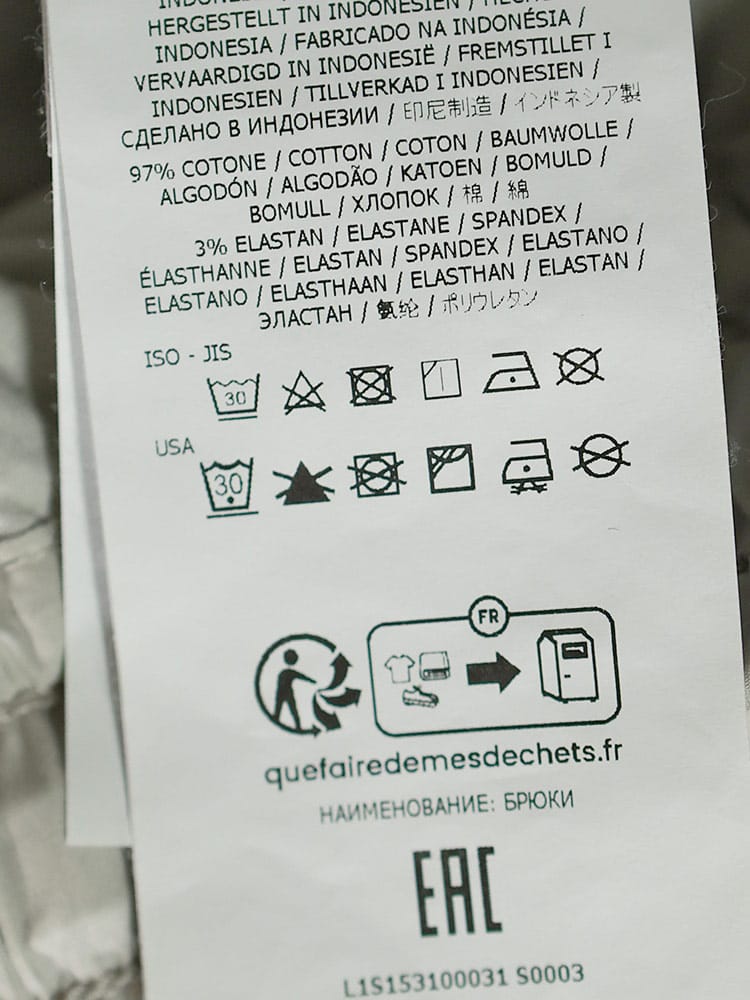 HERGESTELLT IN INDONESIEN /
INDONESIA / FABRICADO NA INDONÉSIA /
VERVAARDIGD IN INDONESIË / FREMSTILLET I
INDONESIEN / TILLVERKAD I INDONESIEN /
СДЕЛАНО В ИНДОНЕЗИИ / 印尼制造 / インドネシア製
97% COTONE / COTTON / COTON / BAUMWOLLE /
ALGODÓN / ALGODÃO / KATOEN / BOMULD /
BOMULL / ХЛОПОК / 棉 / 綿
3% ELASTAN / ELASTANE / SPANDEX /
ÉLASTHANNE / ELASTAN / SPANDEX / ELASTANO /
ELASTANO / ELASTHAAN / ELASTHAN / ELASTAN /
ЭЛАСТАН / 氨纶 / ポリウレタン
ISO - JIS
30
USA
30
FR
quefairedemesdechets.fr
НАИМЕНОВАНИЕ: БРЮКИ
EAC
L1S153100031 S0003